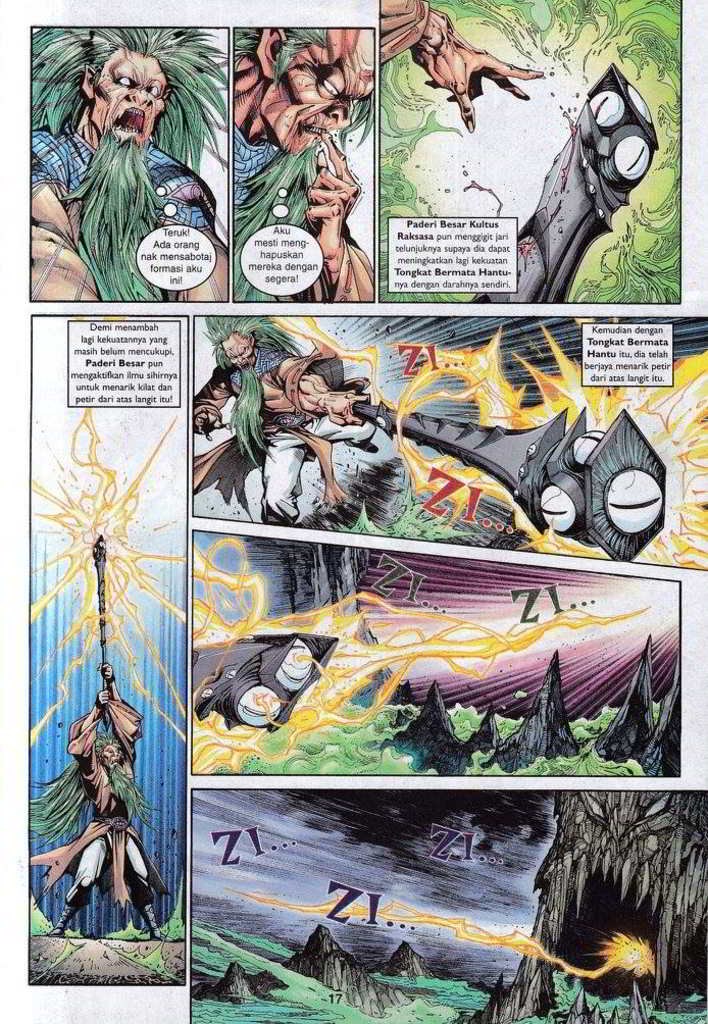 Teruk!
Ada orang
nak mensabotaj
formasi aku
ini!
Aku
mesti meng-
hapuskan
mereka dengan
segera!
Paderi Besar Kultus
Raksasa pun menggigit jari
telunjuknya supaya dia dapat
meningkatkan lagi kekuatan
Tongkat Bermata Hantu-
nya dengan darahnya sendiri.
Demi menambah
lagi kekuatannya yang
masih belum mencukupi,
Paderi Besar pun
mengaktifkan ilmu sihirnya
untuk menarik kilat dan
petir dari atas langit itu!
ZI...
Kemudian dengan
Tongkat Bermata
Hantu itu, dia telah
berjaya menarik petir
dari atas langit itu.
ZI...
ZI...
ZI...
ZI...
ZI...
ZI...
17